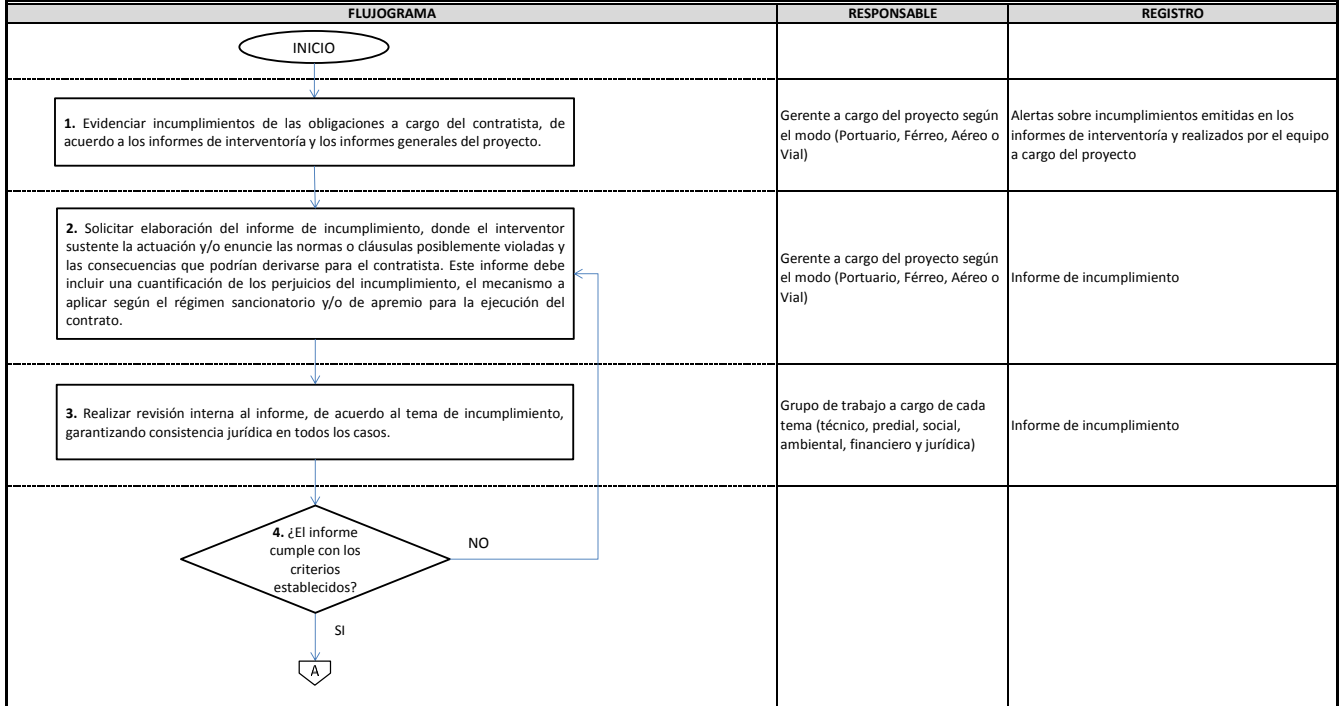 FLUJOGRAMA
RESPONSABLE
REGISTRO
INICIO
1. Evidenciar incumplimientos de las obligaciones a cargo del contratista, de
acuerdo a los informes de interventoría y los informes generales del proyecto.
Gerente a cargo del proyecto según
el modo (Portuario, Férreo, Aéreo o
Vial)
Alertas sobre incumplimientos emitidas en los
informes de interventoría y realizados por el equipo
a cargo del proyecto
2. Solicitar elaboración del informe de incumplimiento, donde el interventor
sustente la actuación y/o enuncie las normas o cláusulas posiblemente violadas y
las consecuencias que podrían derivarse para el contratista. Este informe debe
incluir una cuantificación de los perjuicios del incumplimiento, el mecanismo a
aplicar según el régimen sancionatorio y/o de apremio para la ejecución del
contrato.
Gerente a cargo del proyecto según
el modo (Portuario, Férreo, Aéreo o
Vial)
Informe de incumplimiento
3. Realizar revisión interna al informe, de acuerdo al tema de incumplimiento,
garantizando consistencia jurídica en todos los casos.
Grupo de trabajo a cargo de cada
tema (técnico, predial, social,
ambiental, financiero y jurídica)
Informe de incumplimiento
4. ¿El informe
cumple con los
criterios
establecidos?
NO
SI
A